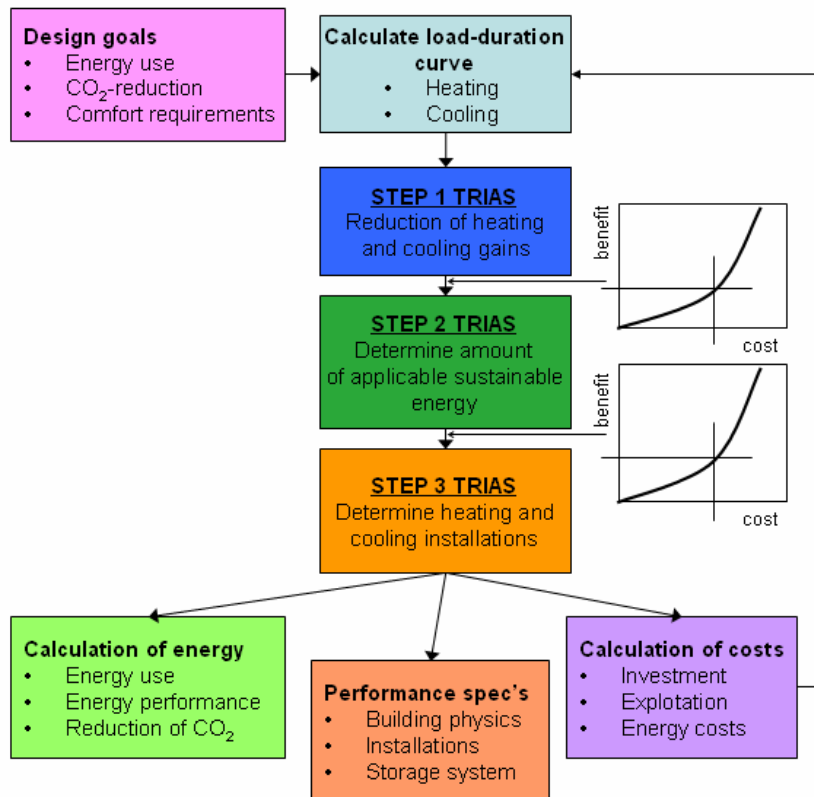 Design goals
• Energy use
• CO₂-reduction
• Comfort requirements
Calculate load-duration
curve
• Heating
• Cooling
STEP 1 TRIAS
Reduction of heating
and cooling gains
benefit
cost
STEP 2 TRIAS
Determine amount
of applicable sustainable
energy
benefit
cost
STEP 3 TRIAS
Determine heating and
cooling installations
Calculation of energy
• Energy use
• Energy performance
• Reduction of CO₂
Performance spec's
• Building physics
• Installations
• Storage system
Calculation of costs
• Investment
• Explotation
• Energy costs